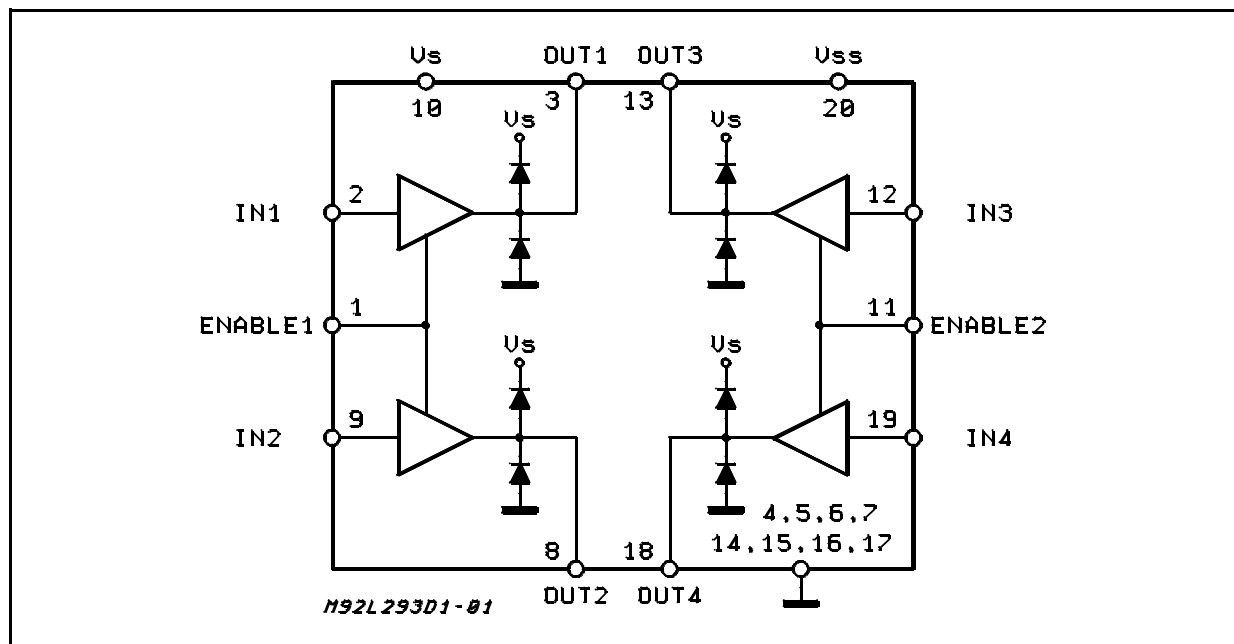 Vs OUT1 OUT3 Vss
10 3 13 20
Vs Vs
IN1 2 12 IN3
ENABLE1 1 11 ENABLE2
Vs Vs
IN2 9 19 IN4
4,5,6,7
8 18 14,15,16,17
OUT2 OUT4
M92L293D1-01